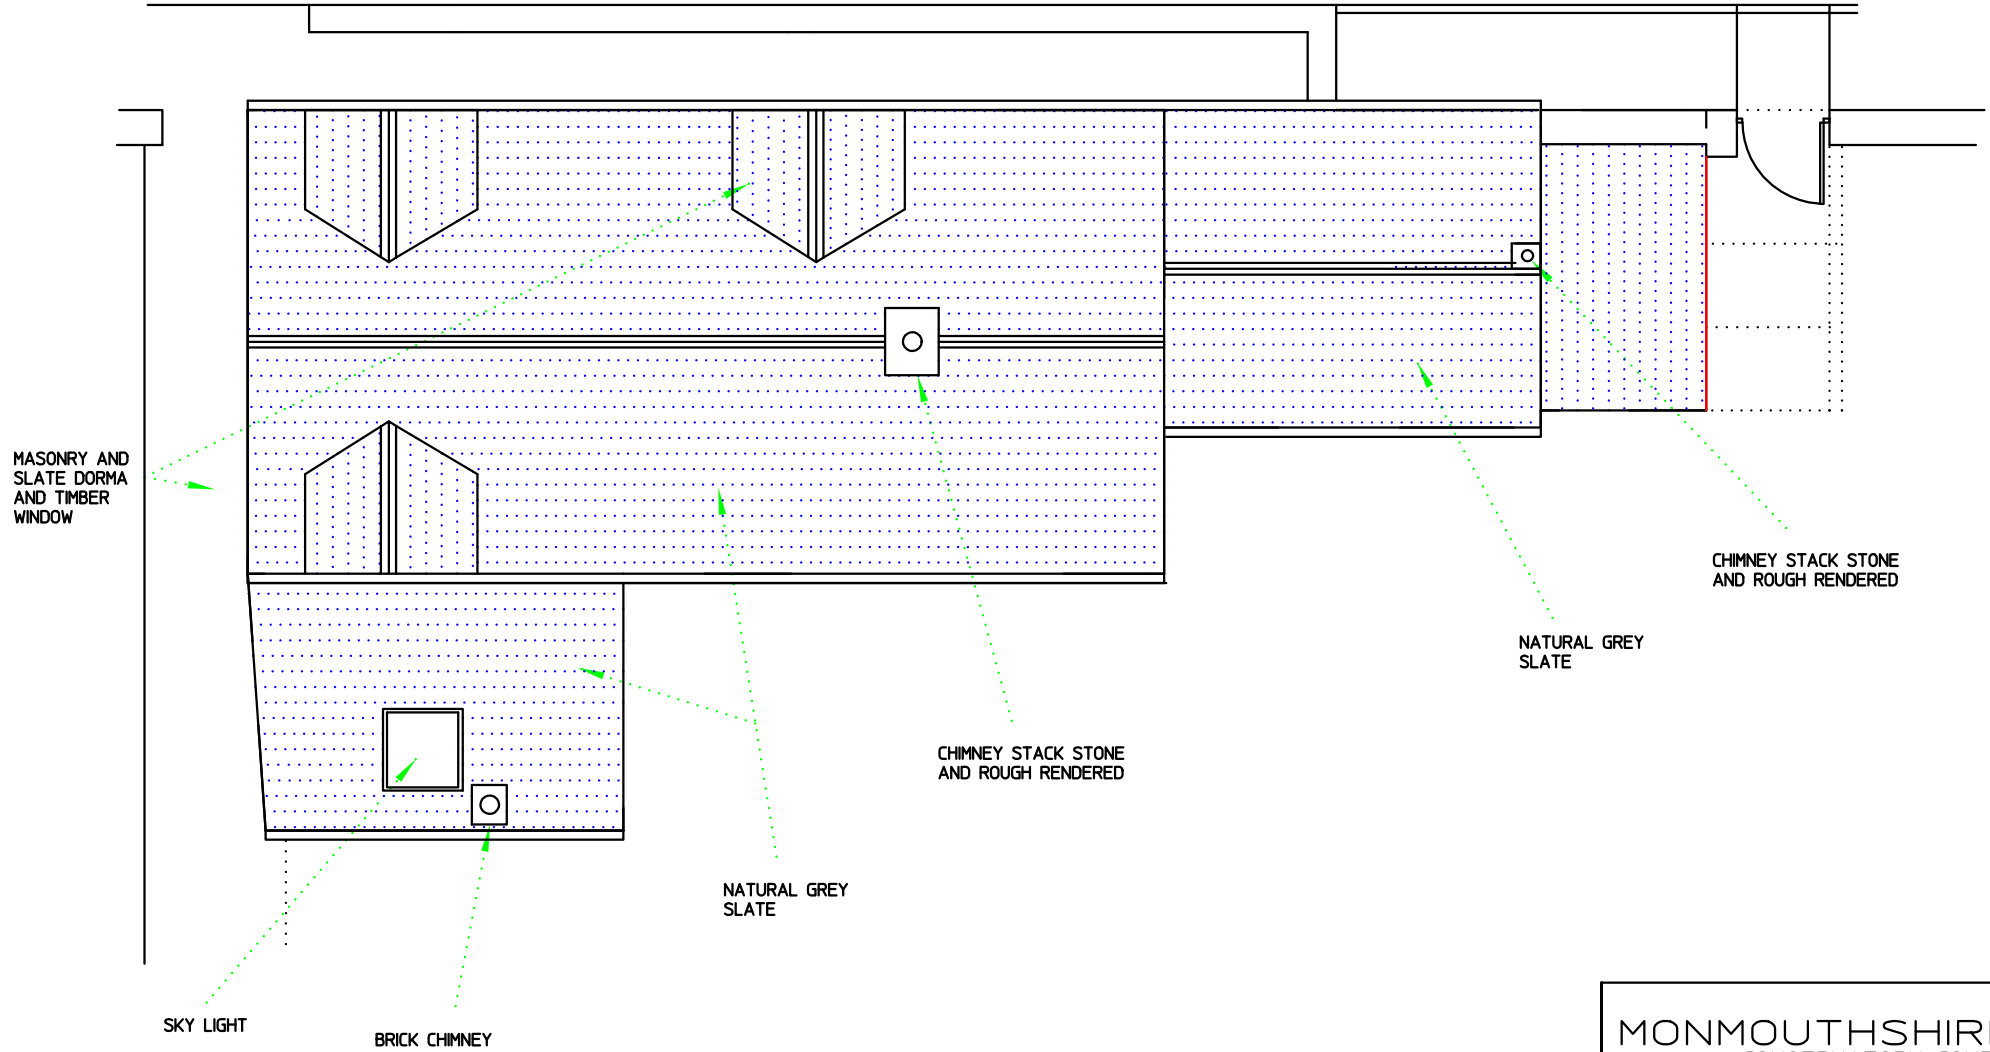 MASONRY AND
SLATE DORMA
AND TIMBER
WINDOW
CHIMNEY STACK STONE
AND ROUGH RENDERED
NATURAL GREY
SLATE
CHIMNEY STACK STONE
AND ROUGH RENDERED
NATURAL GREY
SLATE
SKY LIGHT
BRICK CHIMNEY
MONMOUTHSHIR